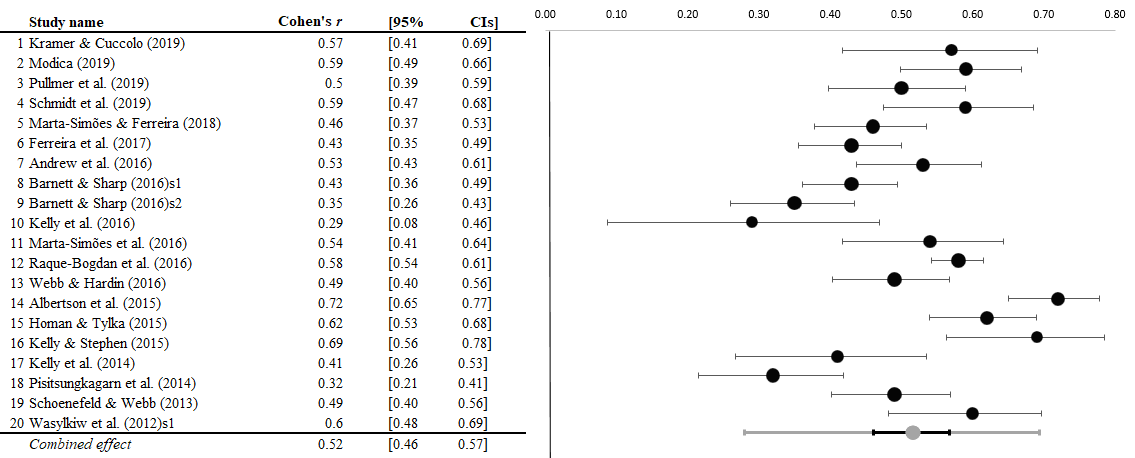 Study name Cohen's r [95% CIs]
0.00 0.10 0.20 0.30 0.40 0.50 0.60 0.70 0.80
1 Kramer & Cuccolo (2019) 0.57 [0.41 0.69]
2 Modica (2019) 0.59 [0.49 0.66]
3 Pullmer et al. (2019) 0.5 [0.39 0.59]
4 Schmidt et al. (2019) 0.59 [0.47 0.68]
5 Marta-Simões & Ferreira (2018) 0.46 [0.37 0.53]
6 Ferreira et al. (2017) 0.43 [0.35 0.49]
7 Andrew et al. (2016) 0.53 [0.43 0.61]
8 Barnett & Sharp (2016)s1 0.43 [0.36 0.49]
9 Barnett & Sharp (2016)s2 0.35 [0.26 0.43]
10 Kelly et al. (2016) 0.29 [0.08 0.46]
11 Marta-Simões et al. (2016) 0.54 [0.41 0.64]
12 Raque-Bogdan et al. (2016) 0.58 [0.54 0.61]
13 Webb & Hardin (2016) 0.49 [0.40 0.56]
14 Albertson et al. (2015) 0.72 [0.65 0.77]
15 Homan & Tylka (2015) 0.62 [0.53 0.68]
16 Kelly & Stephen (2015) 0.69 [0.56 0.78]
17 Kelly et al. (2014) 0.41 [0.26 0.53]
18 Pisitsungkagarn et al. (2014) 0.32 [0.21 0.41]
19 Schoenefeld & Webb (2013) 0.49 [0.40 0.56]
20 Wasylkiw et al. (2012)s1 0.6 [0.48 0.69]
Combined effect 0.52 [0.46 0.57]